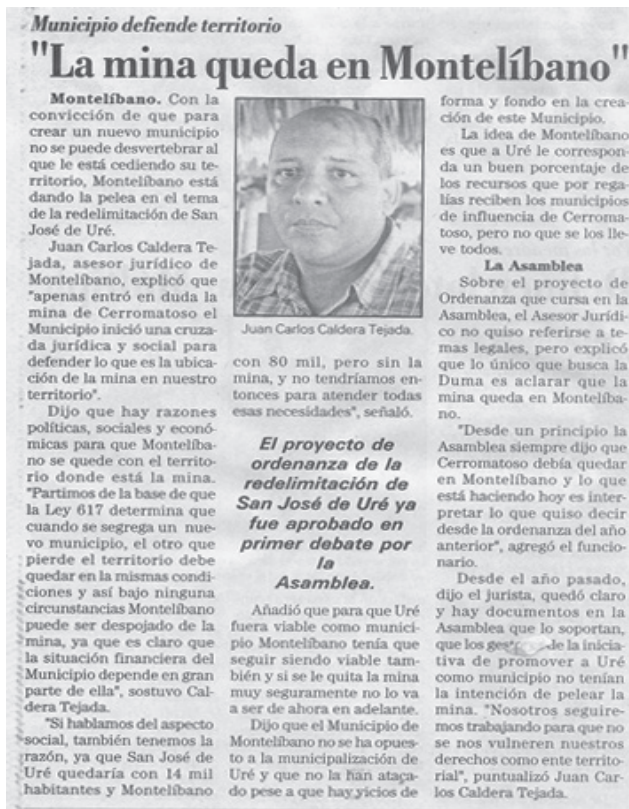 Municipio defiende territorio
"La mina queda en Montelíbano"
Montelíbano. Con la
convicción de que para
crear un nuevo municipio
no se puede desvertebrar al
que le está cediendo su te-
rritorio, Montelíbano está
dando la pelea en el tema
de la redelimitación de San
José de Uré.
Juan Carlos Caldera Te-
jada, asesor jurídico de
Montelíbano, explicó que
"apenas entró en duda la
mina de Cerromatoso el
Municipio inició una cruza-
da jurídica y social para
defender lo que es la ubica-
ción de la mina en nuestro
territorio".
Dijo que hay razones
políticas, sociales y econó-
micas para que Montelíba-
no se quede con el territo-
rio donde está la mina.
"Partimos de la base de que
la Ley 617 determina que
cuando se segrega un nue-
vo municipio, el otro que
pierde el territorio debe
quedar en la mismas condi-
ciones y así bajo ninguna
circunstancias Montelíbano
puede ser despojado de la
mina, ya que es claro que
la situación financiera del
Municipio depende en gran
parte de ella", sostuvo Cal-
dera Tejada.
"Si hablamos del aspecto
social, también tenemos la
razón, ya que San José de
Uré quedaría con 14 mil
habitantes y Montelíbano
Juan Carlos Caldera Tejada.
con 80 mil, pero sin la
mina, y no tendríamos en-
tonces para atender todas
esas necesidades", señaló.
El proyecto de
ordenanza de la
redelimitación de
San José de Uré ya
fue aprobado en
primer debate por
la
Asamblea.
Añadió que para que Uré
fuera viable como munici-
pio Montelíbano tenía que
seguir siendo viable tam-
bién y si se le quita la mina
muy seguramente no lo va
a ser de ahora en adelante.
Dijo que el Municipio de
Montelíbano no se ha opues-
to a la municipalización de
Uré y que no la han ataca-
do pese a que hay vicios de
forma y fondo en la crea-
ción de este Municipio.
La idea de Montelíbano
es que a Uré le correspon-
da un buen porcentaje de
los recursos que por rega-
lías reciben los municipios
de influencia de Cerroma-
toso, pero no que se los lle-
ve todos.
La Asamblea
Sobre el proyecto de
Ordenanza que cursa en la
Asamblea, el Asesor Jurídi-
co no quiso referirse a te-
mas legales, pero explicó
que lo único que busca la
Duma es aclarar que la
mina queda en Montelíba-
no.
"Desde un principio la
Asamblea siempre dijo que
Cerromatoso debía quedar
en Montelíbano y lo que
está haciendo hoy es inter-
pretar lo que quiso decir
desde la ordenanza del año
anterior", agregó el funcio-
nario.
Desde el año pasado,
dijo el jurista, quedó claro
y hay documentos en la
Asamblea que lo soportan,
que los de la inicia-
tiva de promover a Uré
como municipio no tenían
la intención de pelear la
mina. "Nosotros seguire-
mos trabajando para que no
se nos vulneren nuestros
derechos como ente territo-
rial", puntualizó Juan Car-
los Caldera Tejada.